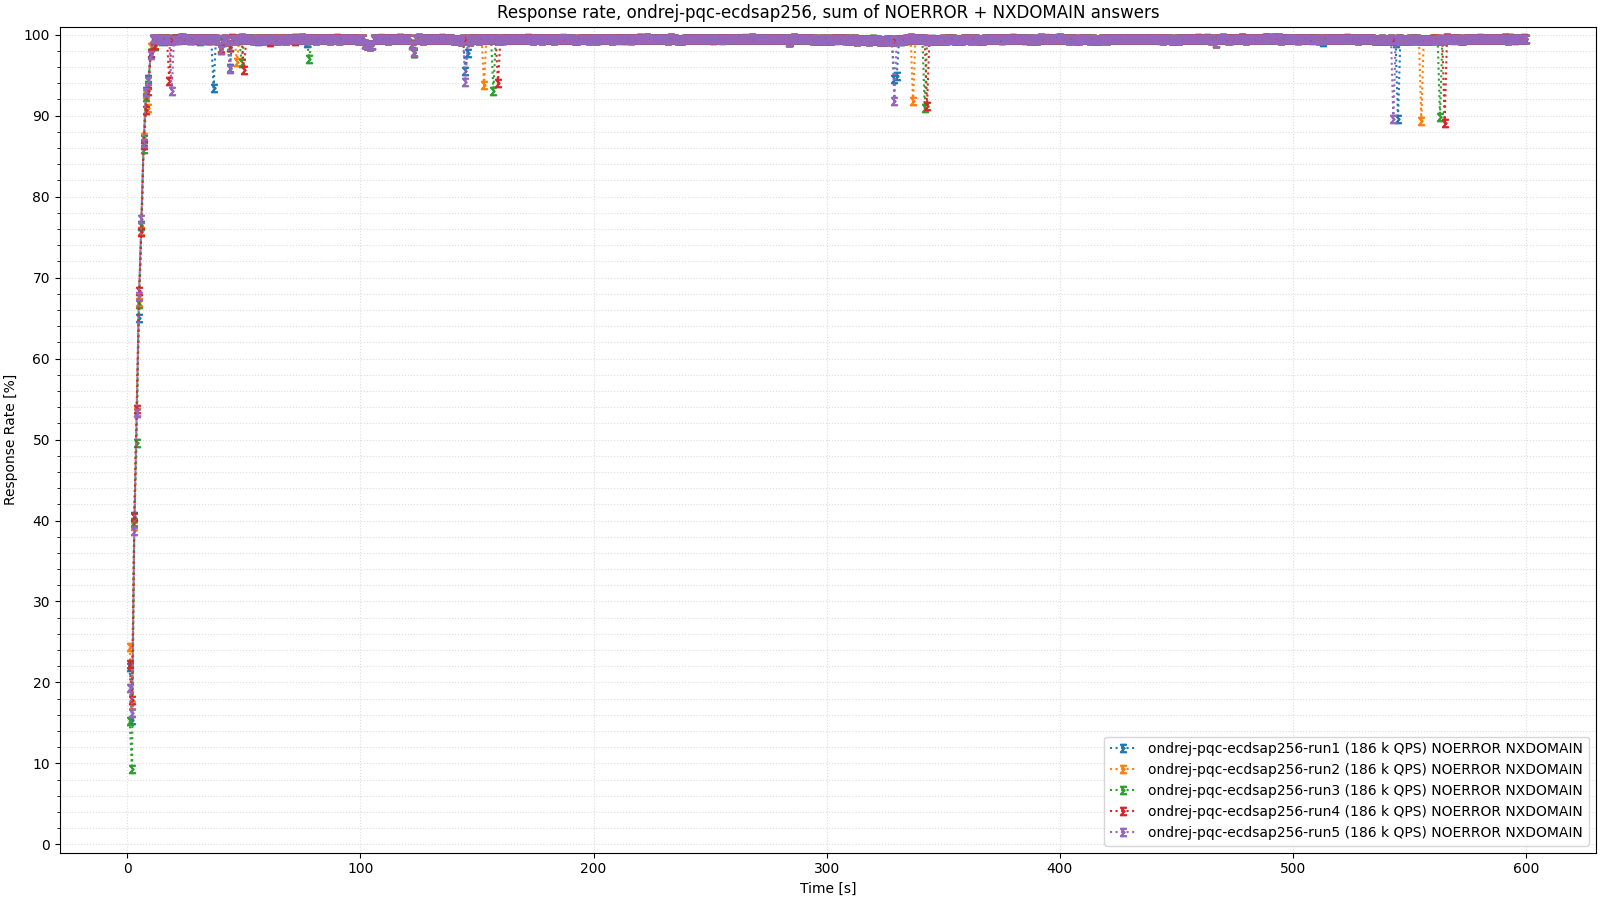 Response rate, ondrej-pqc-ecdsap256, sum of NOERROR + NXDOMAIN answers
100
90
80
70
60
50
40
30
20
10
0
Response Rate [%]
0 100 200 300 400 500 600
Time [s]
ondrej-pqc-ecdsap256-run1 (186 k QPS) NOERROR NXDOMAIN
ondrej-pqc-ecdsap256-run2 (186 k QPS) NOERROR NXDOMAIN
ondrej-pqc-ecdsap256-run3 (186 k QPS) NOERROR NXDOMAIN
ondrej-pqc-ecdsap256-run4 (186 k QPS) NOERROR NXDOMAIN
ondrej-pqc-ecdsap256-run5 (186 k QPS) NOERROR NXDOMAIN